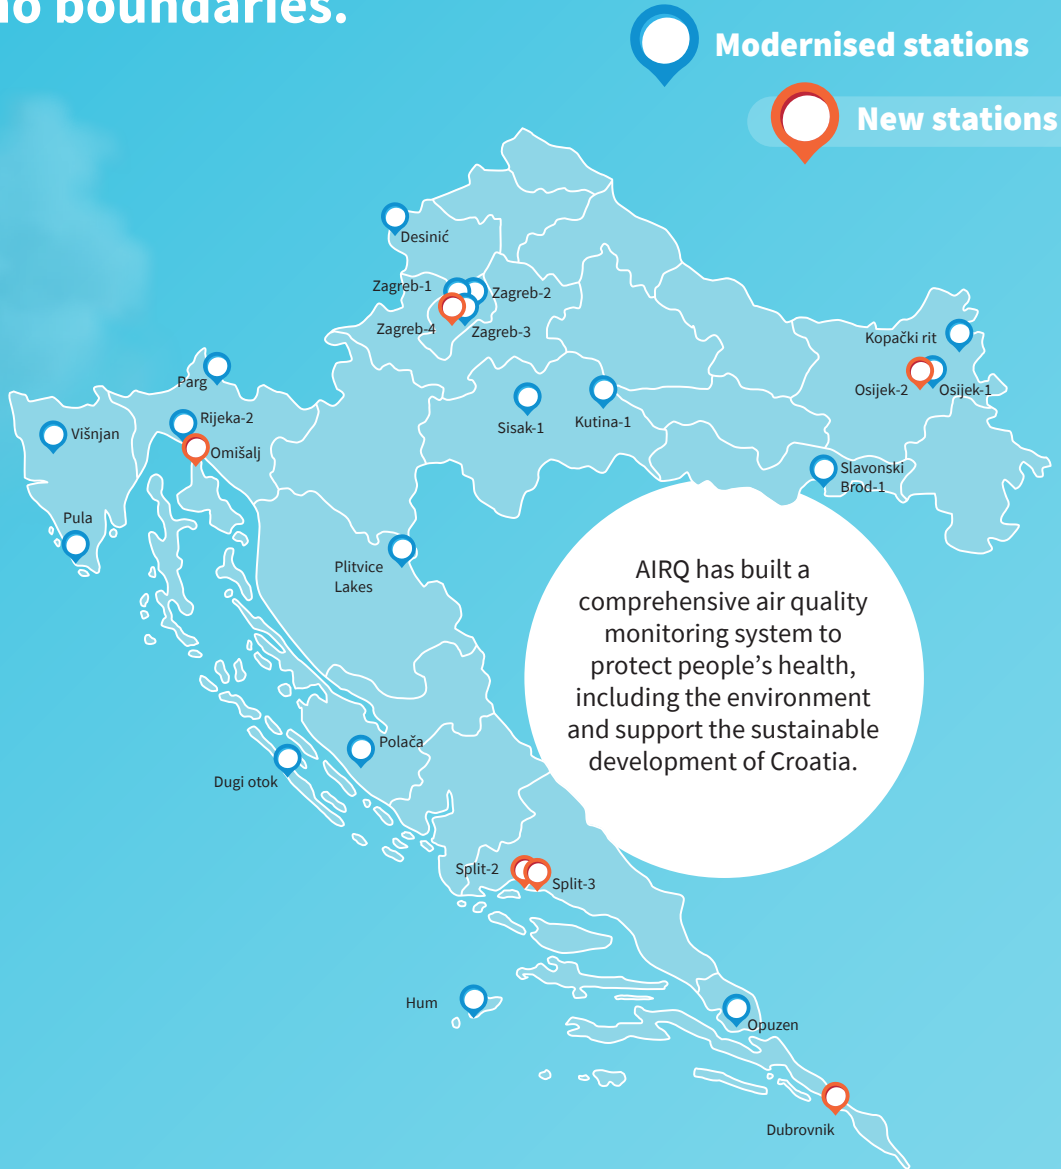 no boundaries.
Modernised stations
New stations
Desinić
Zagreb-1
Zagreb-2
Zagreb-4
Zagreb-3
Kopački rit
Parg
Osijek-2
Osijek-1
Rijeka-2
Sisak-1
Kutina-1
Višnjan
Omišalj
Slavonski
Brod-1
Pula
Plitvice
Lakes
AIRQ has built a
comprehensive air quality
monitoring system to
protect people’s health,
including the environment
and support the sustainable
development of Croatia.
Polača
Dugi otok
Split-2
Split-3
Hum
Opuzen
Dubrovnik